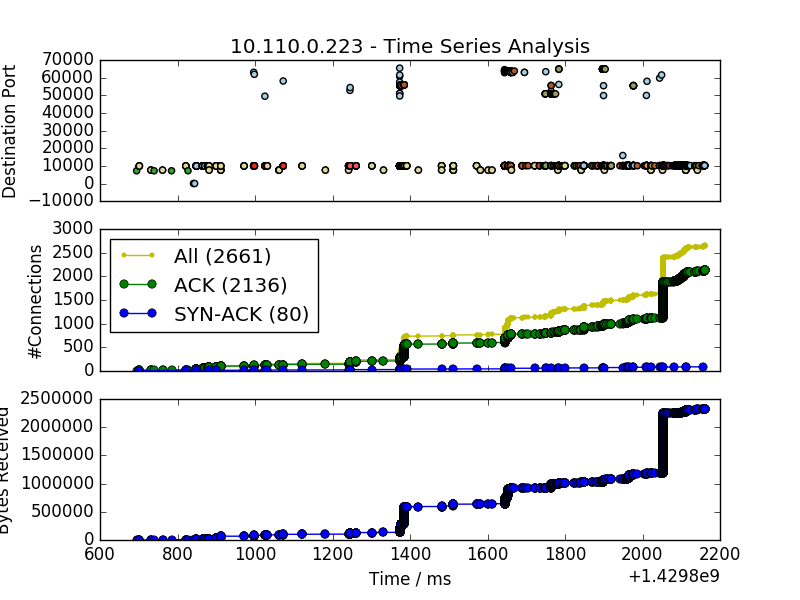 10.110.0.223 - Time Series Analysis
70000
60000
50000
40000
30000
20000
10000
0
−10000
Destination Port
3000
2500
2000
1500
1000
500
0
#Connections
All (2661)
ACK (2136)
SYN-ACK (80)
2500000
2000000
1500000
1000000
500000
0
Bytes Received
600 800 1000 1200 1400 1600 1800 2000 2200
Time / ms
+1.4298e9